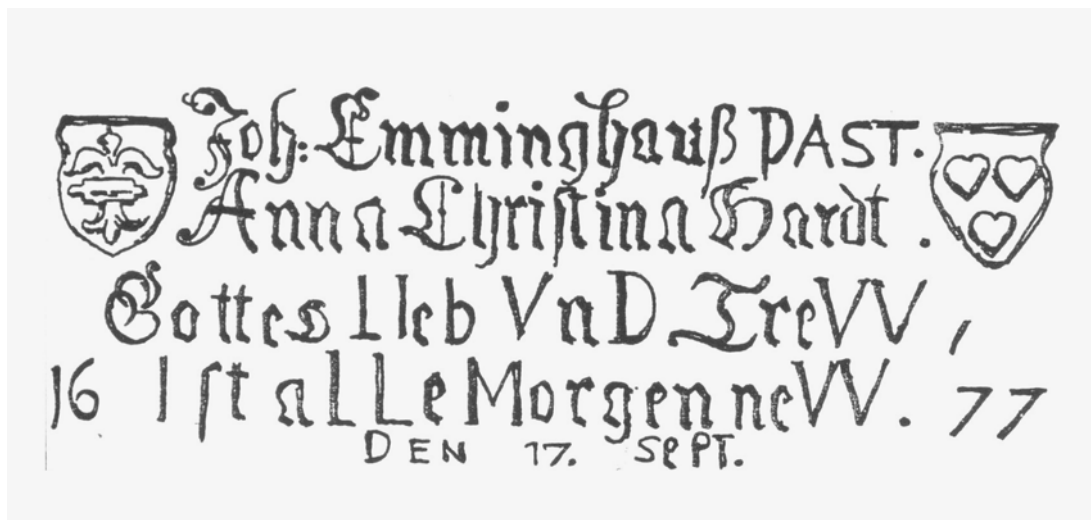 Joh: Emminghauß PAST.
Anna Christina Hardt.
Gottes LIeb VnD TreVV,
16 Ist aLLe Morgen neVV. 77
DEN 17. SePT.